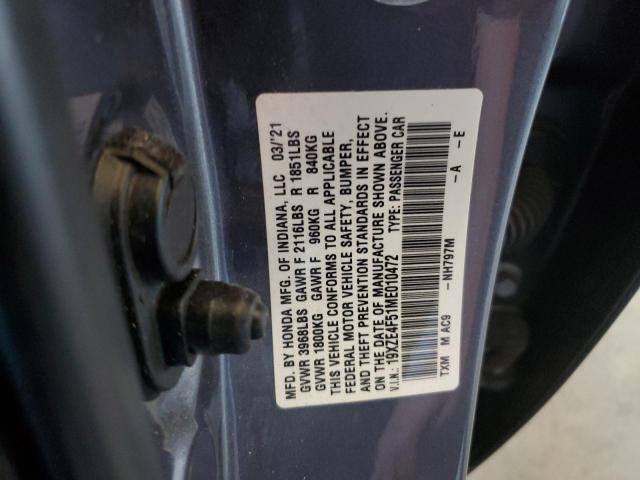 MFD. BY HONDA MFG. OF INDIANA, LLC 03/'21
GVWR 3968LBS GAWR F 2116LBS R 1851LBS
GVWR 1800KG GAWR F 960KG R 840KG
THIS VEHICLE CONFORMS TO ALL APPLICABLE
FEDERAL MOTOR VEHICLE SAFETY, BUMPER,
AND THEFT PREVENTION STANDARDS IN EFFECT
ON THE DATE OF MANUFACTURE SHOWN ABOVE.
V.I.N.: 19XZE4F51ME010472 TYPE: PASSENGER CAR
TXM M AC9 -NH797M -A -E